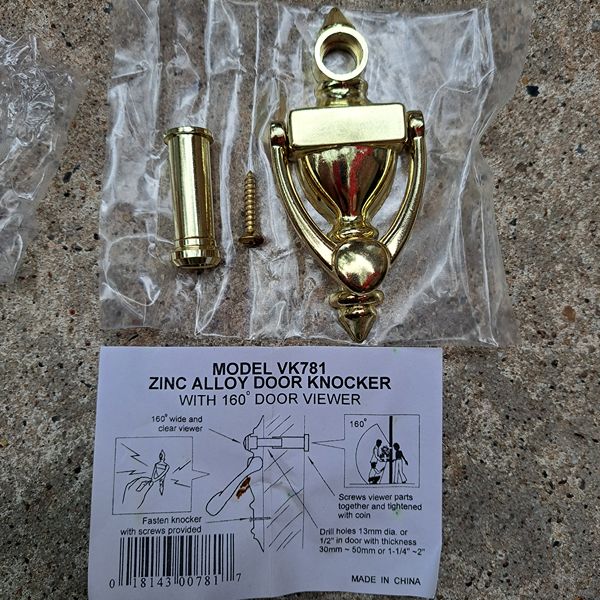 MODEL VK781
ZINC ALLOY DOOR KNOCKER
WITH 160° DOOR VIEWER
160° wide and
clear viewer
160°
Screws viewer parts
together and tightened
with coin
Fasten knocker
with screws provided
Drill holes 13mm dia. or
1/2" in door with thickness
30mm ~ 50mm or 1-1/4" ~2"
0 18143 00781 7
MADE IN CHINA